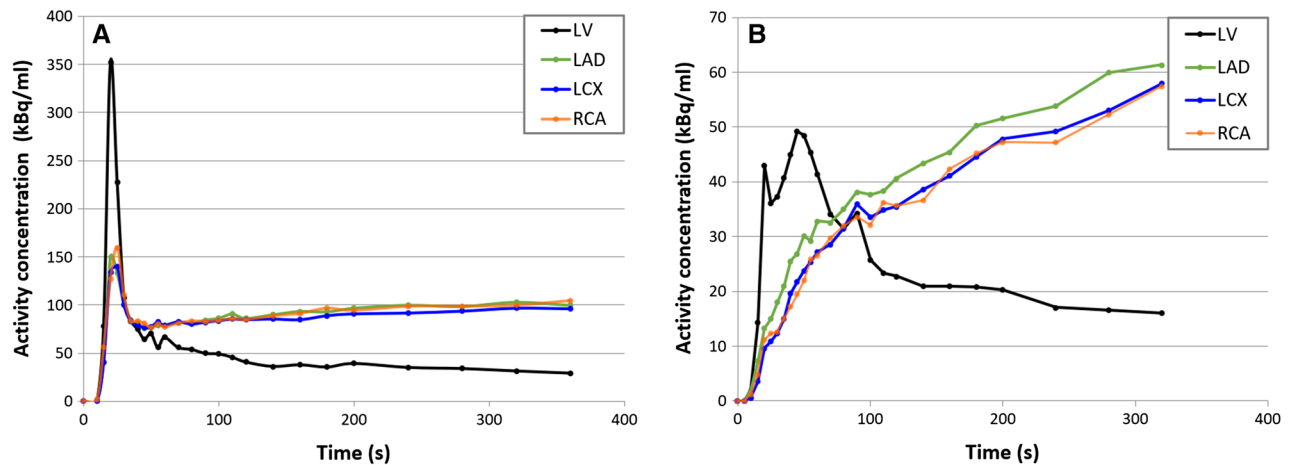 A
Activity concentration (kBq/ml)
400
350
300
250
200
150
100
50
0
0 100 200 300 400
Time (s)
LV
LAD
LCX
RCA
B
Activity concentration (kBq/ml)
70
60
50
40
30
20
10
0
0 100 200 300 400
Time (s)
LV
LAD
LCX
RCA